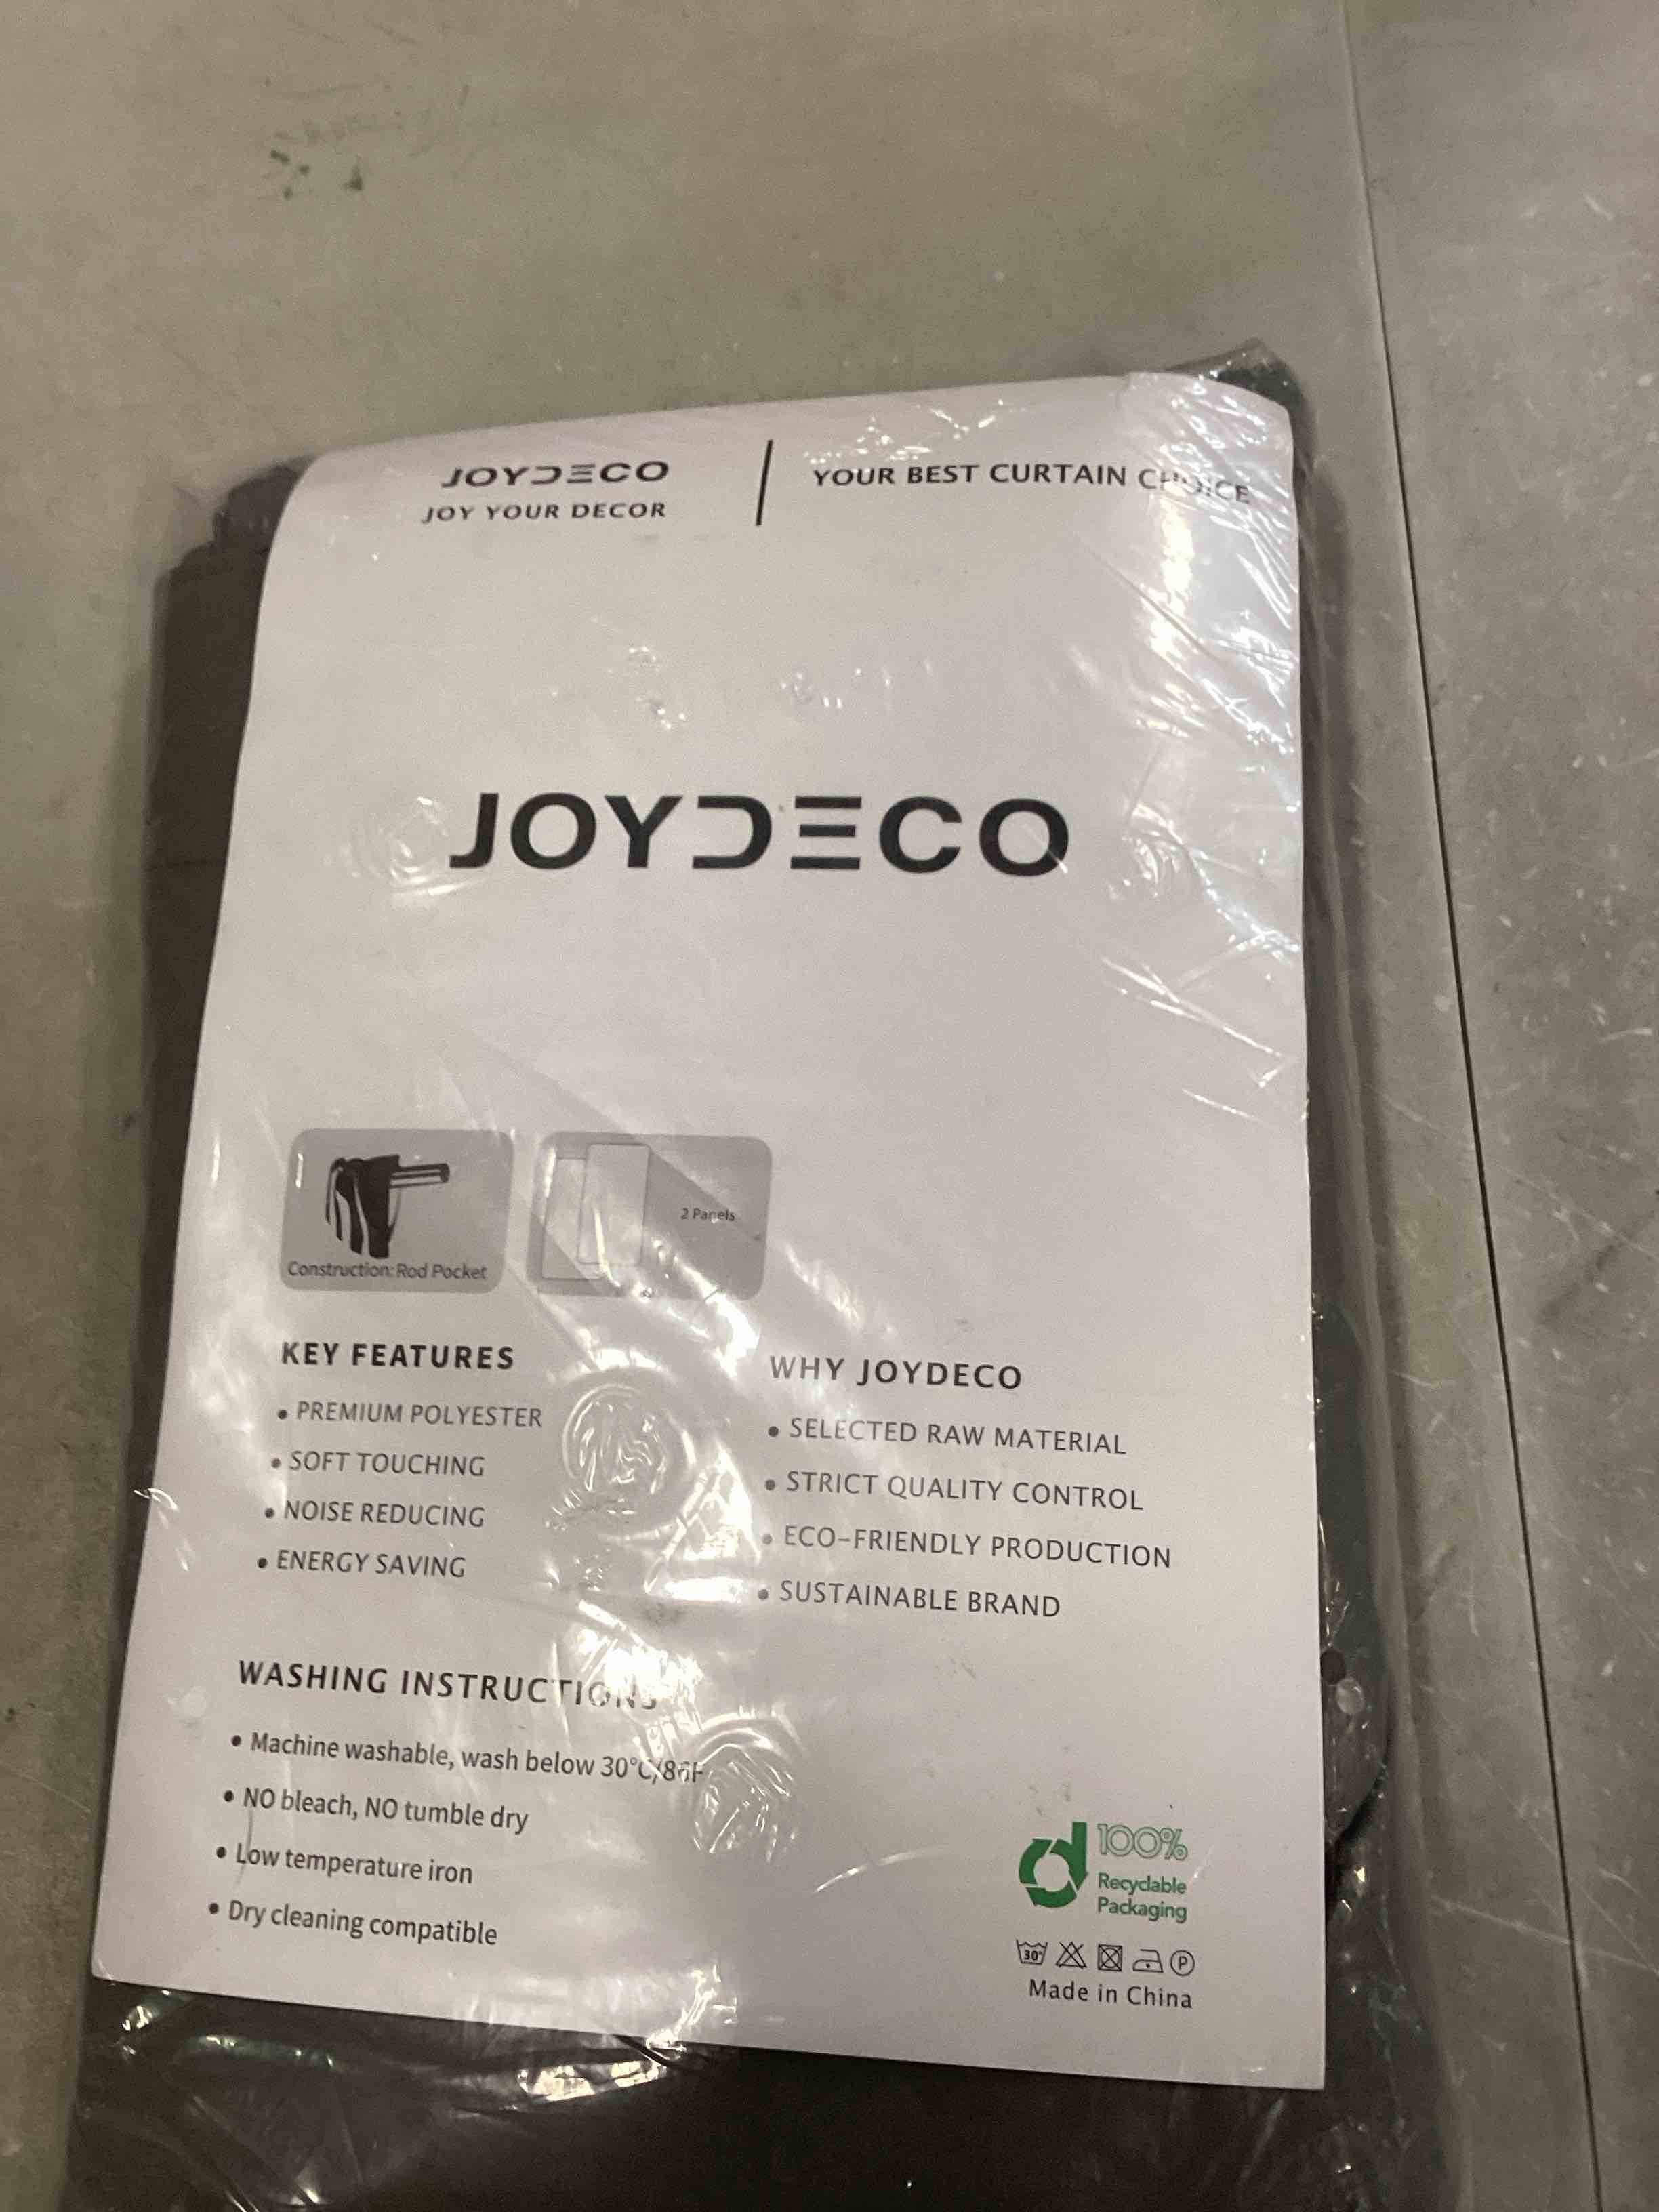 JOYDECO
JOY YOUR DECOR
YOUR BEST CURTAIN CHOICE
JOYDECO
Construction: Rod Pocket
2 Panels
KEY FEATURES
• PREMIUM POLYESTER
• SOFT TOUCHING
• NOISE REDUCING
• ENERGY SAVING
WHY JOYDECO
• SELECTED RAW MATERIAL
• STRICT QUALITY CONTROL
• ECO-FRIENDLY PRODUCTION
• SUSTAINABLE BRAND
WASHING INSTRUCTIONS
• Machine washable, wash below 30°C/86F
• NO bleach, NO tumble dry
• Low temperature iron
• Dry cleaning compatible
100%
Recyclable
Packaging
30° P
Made in China